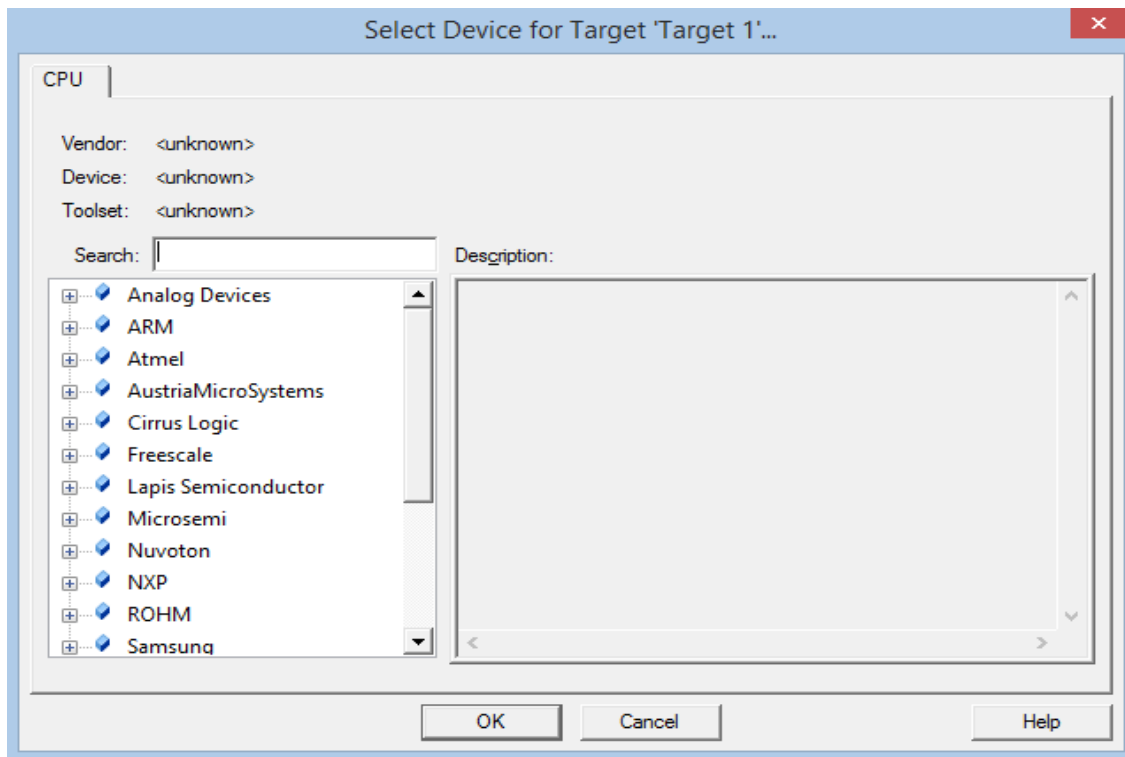 Select Device for Target 'Target 1'...
CPU
Vendor: <unknown>
Device: <unknown>
Toolset: <unknown>
Search:
Description:
Analog Devices
ARM
Atmel
AustriaMicroSystems
Cirrus Logic
Freescale
Lapis Semiconductor
Microsemi
Nuvoton
NXP
ROHM
Samsung
OK Cancel Help